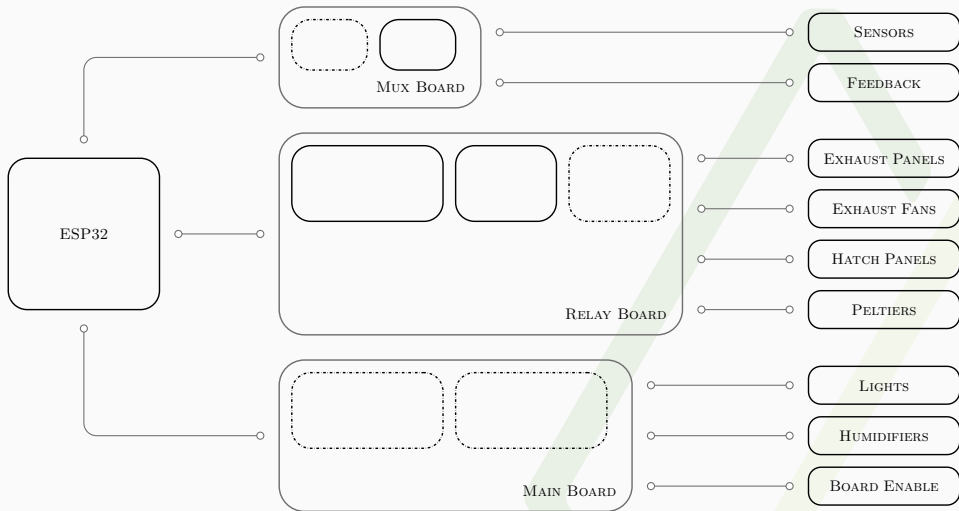 SENSORS
MUX BOARD
FEEDBACK
EXHAUST PANELS
EXHAUST FANS
ESP32
HATCH PANELS
RELAY BOARD
PELTIERS
LIGHTS
HUMIDIFIERS
MAIN BOARD
BOARD ENABLE